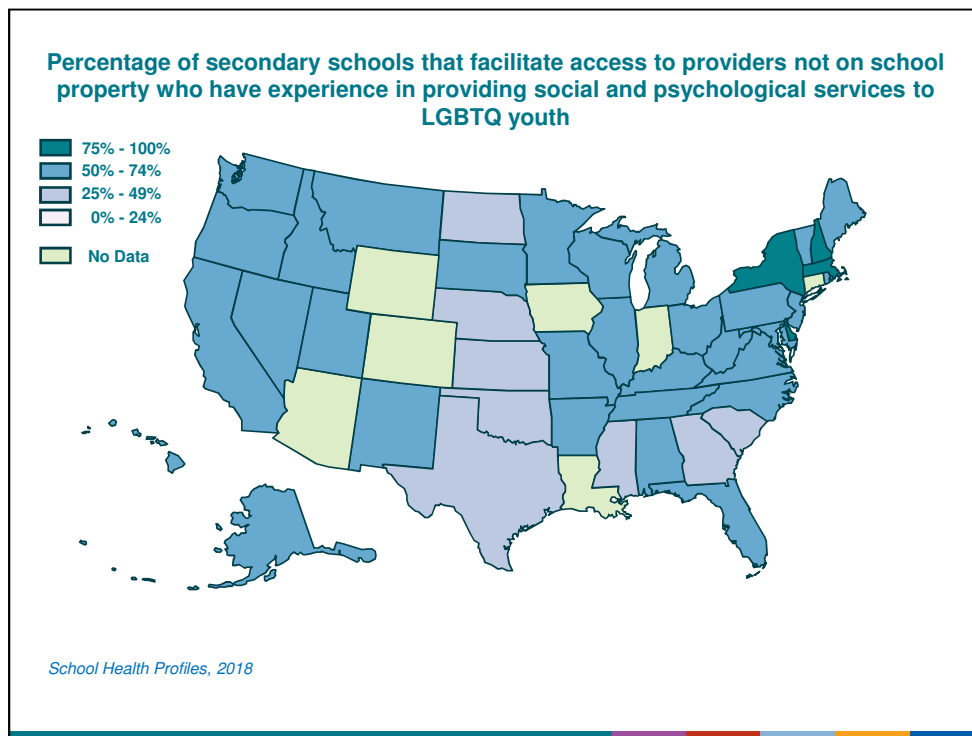 Percentage of secondary schools that facilitate access to providers not on school
property who have experience in providing social and psychological services to
LGBTQ youth
75% - 100%
50% - 74%
25% - 49%
0% - 24%
No Data
School Health Profiles, 2018